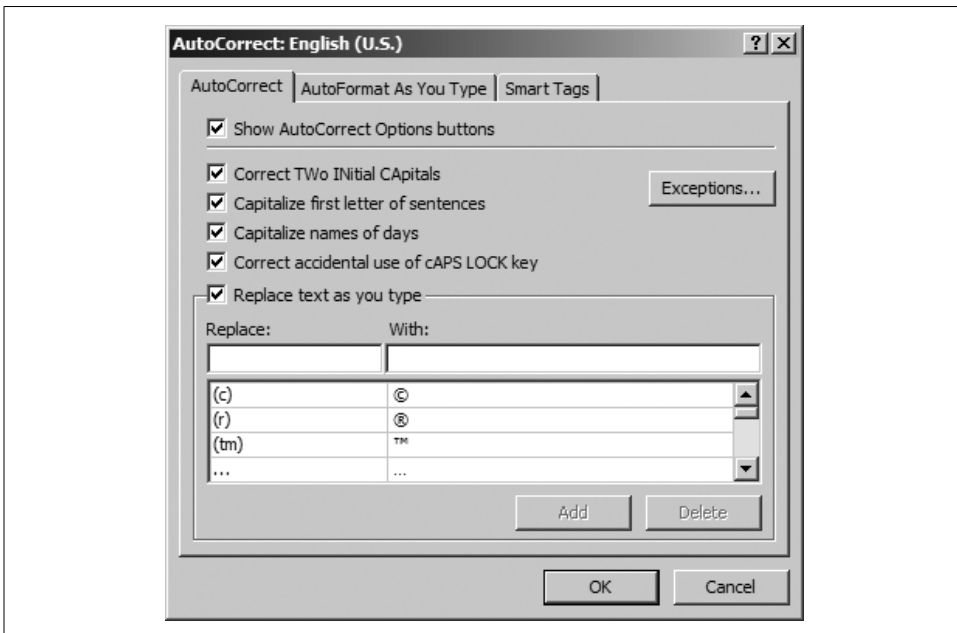 AutoCorrect: English (U.S.)
AutoCorrect AutoFormat As You Type Smart Tags
Show AutoCorrect Options buttons
Correct TWo INitial CApitals
Exceptions...
Capitalize first letter of sentences
Capitalize names of days
Correct accidental use of cAPS LOCK key
Replace text as you type
Replace: With:
(c) ©
(r) ®
(tm) ™
... …
Add Delete
OK Cancel